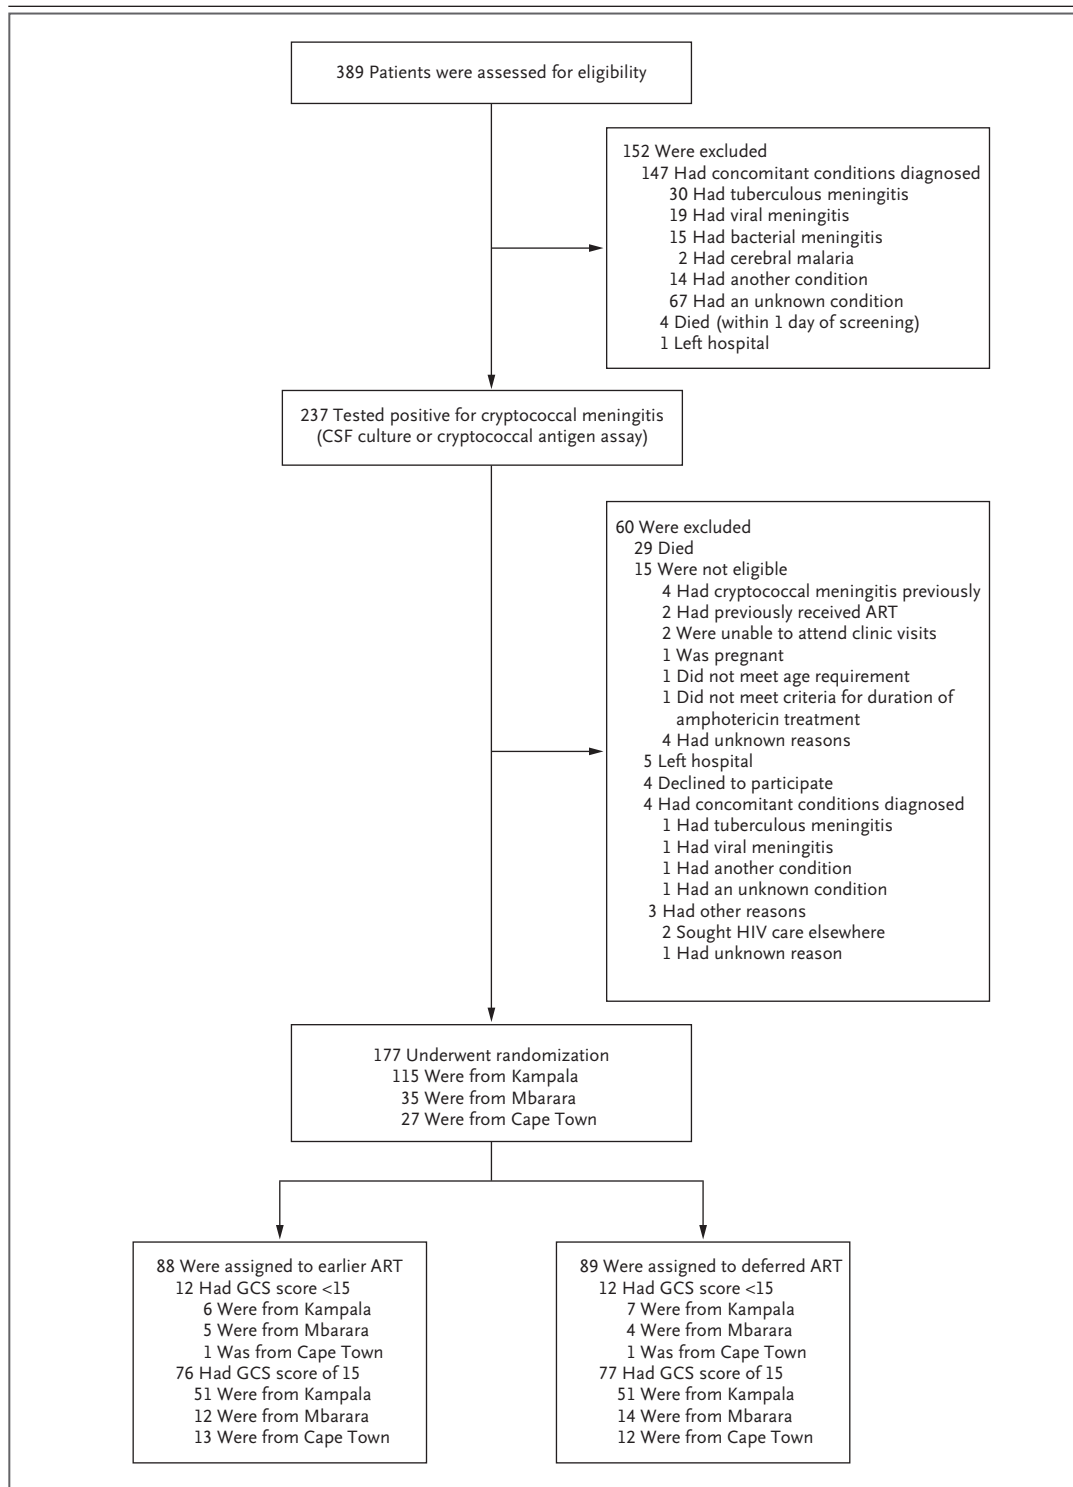 389 Patients were assessed for eligibility
152 Were excluded
147 Had concomitant conditions diagnosed
30 Had tuberculous meningitis
19 Had viral meningitis
15 Had bacterial meningitis
2 Had cerebral malaria
14 Had another condition
67 Had an unknown condition
4 Died (within 1 day of screening)
1 Left hospital
237 Tested positive for cryptococcal meningitis
(CSF culture or cryptococcal antigen assay)
60 Were excluded
29 Died
15 Were not eligible
4 Had cryptococcal meningitis previously
2 Had previously received ART
2 Were unable to attend clinic visits
1 Was pregnant
1 Did not meet age requirement
1 Did not meet criteria for duration of
amphotericin treatment
4 Had unknown reasons
5 Left hospital
4 Declined to participate
4 Had concomitant conditions diagnosed
1 Had tuberculous meningitis
1 Had viral meningitis
1 Had another condition
1 Had an unknown condition
3 Had other reasons
2 Sought HIV care elsewhere
1 Had unknown reason
177 Underwent randomization
115 Were from Kampala
35 Were from Mbarara
27 Were from Cape Town
88 Were assigned to earlier ART
12 Had GCS score <15
6 Were from Kampala
5 Were from Mbarara
1 Was from Cape Town
76 Had GCS score of 15
51 Were from Kampala
12 Were from Mbarara
13 Were from Cape Town
89 Were assigned to deferred ART
12 Had GCS score <15
7 Were from Kampala
4 Were from Mbarara
1 Was from Cape Town
77 Had GCS score of 15
51 Were from Kampala
14 Were from Mbarara
12 Were from Cape Town